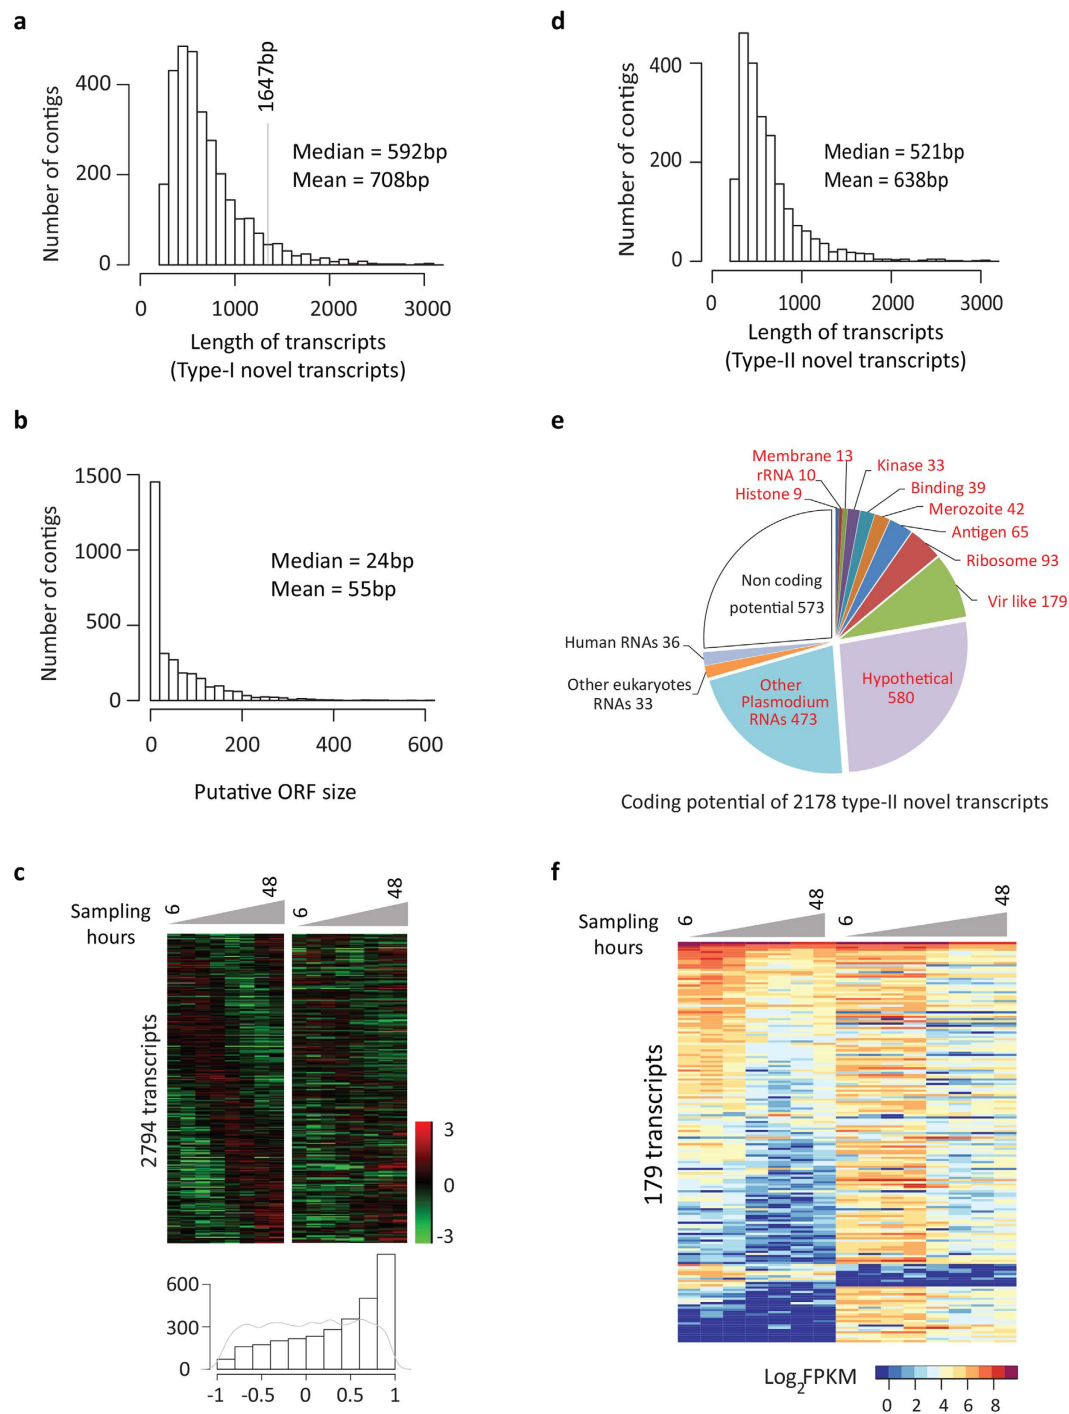 a
Number of contigs
400
200
0
1647bp
Median = 592bp
Mean = 708bp
0 1000 2000 3000
Length of transcripts
(Type-I novel transcripts)
d
Number of contigs
400
200
0
Median = 521bp
Mean = 638bp
0 1000 2000 3000
Length of transcripts
(Type-II novel transcripts)
b
Number of contigs
1500
1000
500
0
Median = 24bp
Mean = 55bp
0 200 400 600
Putative ORF size
e
Membrane 13
rRNA 10
Histone 9
Kinase 33
Binding 39
Merozoite 42
Antigen 65
Ribosome 93
Vir like 179
Non coding
potential 573
Human RNAs 36
Other eukaryotes
RNAs 33
Other
Plasmodium
RNAs 473
Hypothetical
580
Coding potential of 2178 type-II novel transcripts
c
Sampling
hours
6 48 6 48
2794 transcripts
3
0
-3
600
300
0
-1 -0.5 0 0.5 1
f
Sampling
hours
6 48 6 48
179 transcripts
Log2FPKM
0 2 4 6 8